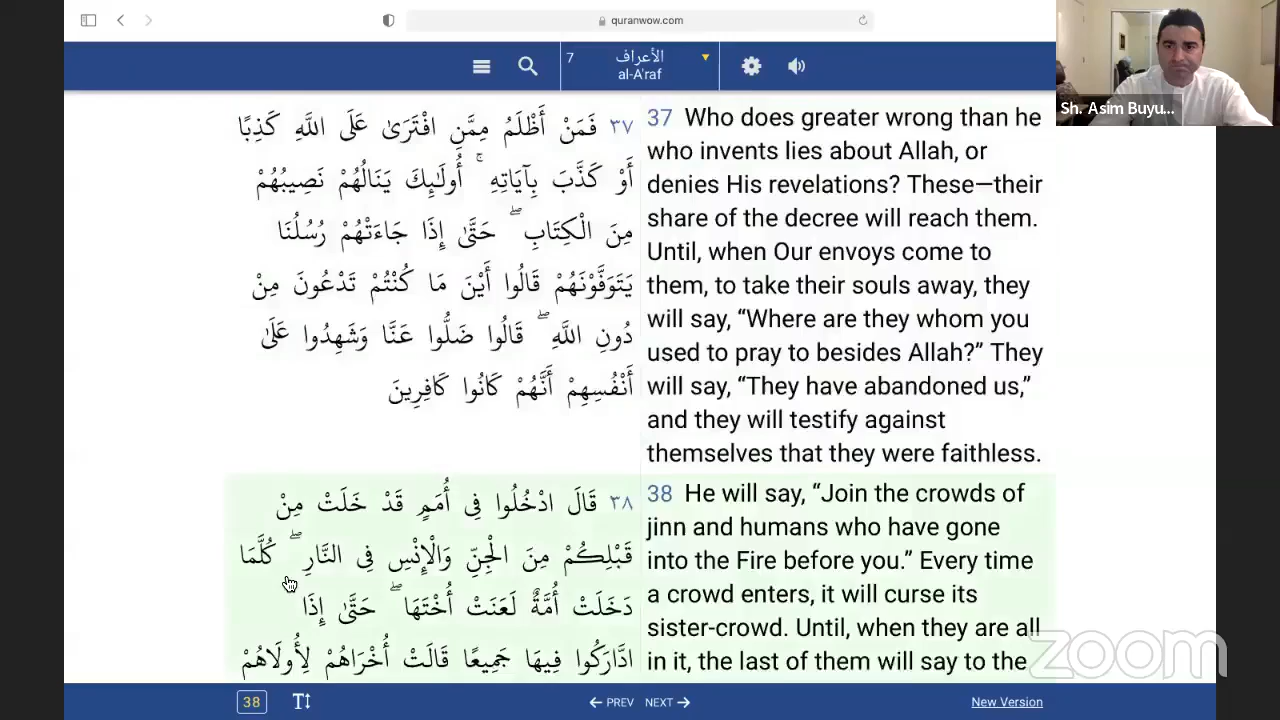 quranwow.com
7
الأعراف
al-A'raf
Sh. Asim Buyu...
٣٧ فَمَنْ أَظْلَمُ مِمَّنِ افْتَرَىٰ عَلَى اللَّهِ كَذِبًا
أَوْ كَذَّبَ بِآيَاتِهِ ۚ أُولَـٰئِكَ يَنَالُهُمْ نَصِيبُهُمْ
مِنَ الْكِتَابِ ۖ حَتَّىٰ إِذَا جَاءَتْهُمْ رُسُلُنَا
يَتَوَفَّوْنَهُمْ قَالُوا أَيْنَ مَا كُنْتُمْ تَدْعُونَ مِنْ
دُونِ اللَّهِ ۖ قَالُوا ضَلُّوا عَنَّا وَشَهِدُوا عَلَىٰ
أَنْفُسِهِمْ أَنَّهُمْ كَانُوا كَافِرِينَ
37 Who does greater wrong than he
who invents lies about Allah, or
denies His revelations? These—their
share of the decree will reach them.
Until, when Our envoys come to
them, to take their souls away, they
will say, “Where are they whom you
used to pray to besides Allah?” They
will say, “They have abandoned us,”
and they will testify against
themselves that they were faithless.
٣٨ قَالَ ادْخُلُوا فِي أُمَمٍ قَدْ خَلَتْ مِنْ
قَبْلِكُمْ مِنَ الْجِنِّ وَالْإِنْسِ فِي النَّارِ ۖ كُلَّمَا
دَخَلَتْ أُمَّةٌ لَعَنَتْ أُخْتَهَا ۖ حَتَّىٰ إِذَا
ادَّارَكُوا فِيهَا جَمِيعًا قَالَتْ أُخْرَاهُمْ لِأُولَاهُمْ
38 He will say, “Join the crowds of
jinn and humans who have gone
into the Fire before you.” Every time
a crowd enters, it will curse its
sister-crowd. Until, when they are all
in it, the last of them will say to the
zoom
38
PREV NEXT
New Version